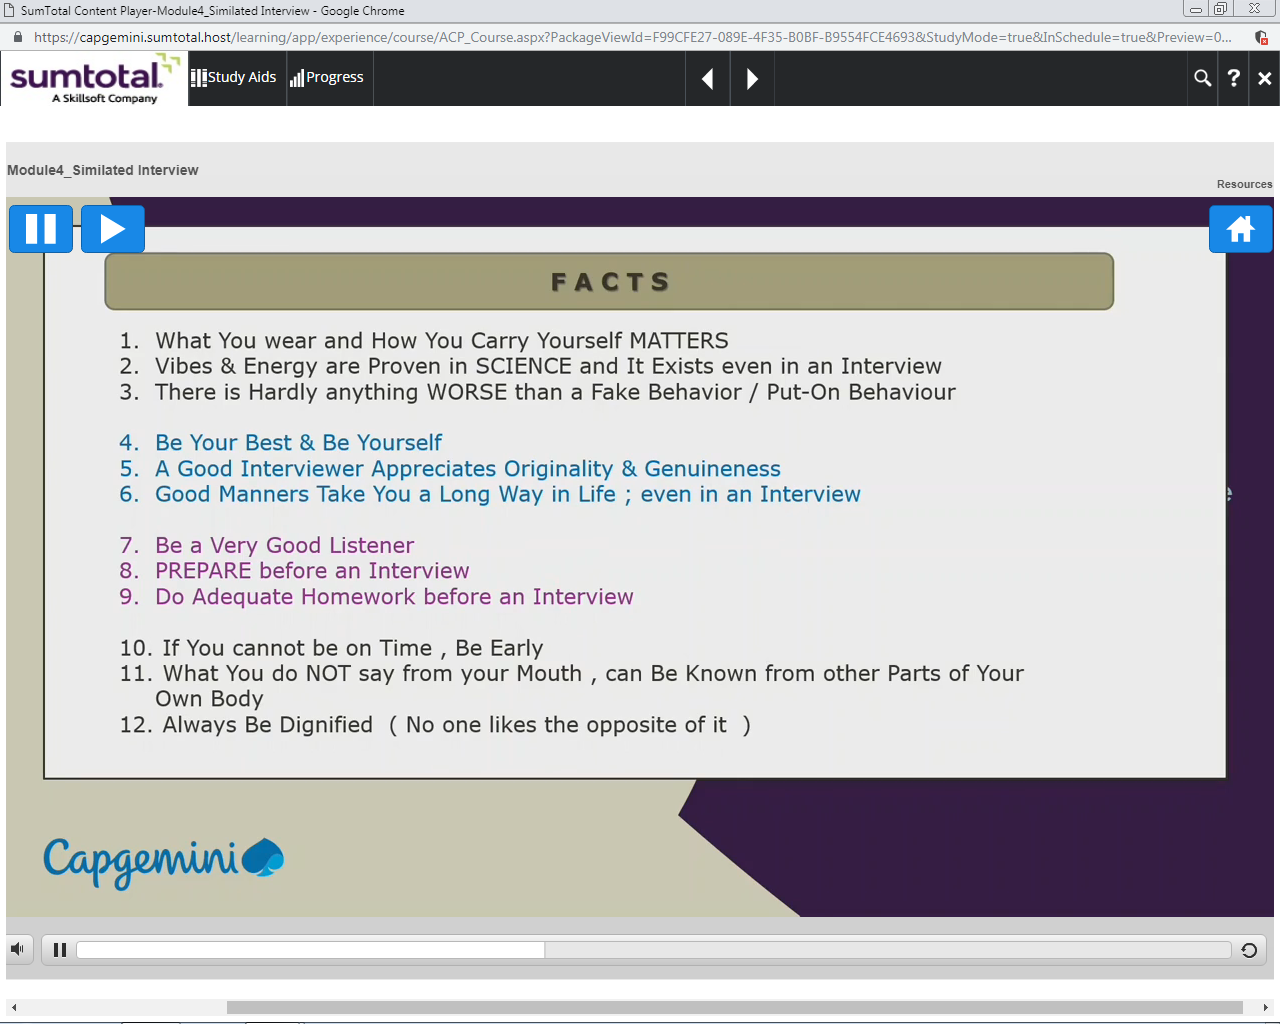 SumTotal Content Player-Module4_Similated Interview - Google Chrome
https://capgemini.sumtotal.host/learning/app/experience/course/ACP_Course.aspx?PackageViewId=F99CFE27-089E-4F35-B0BF-B9554FCE4693&StudyMode=true&InSchedule=true&Preview=0...
sumtotal. Study Aids Progress ?
A Skillsoft Company
Module4_Similated Interview
Resources
FACTS
1. What You wear and How You Carry Yourself MATTERS
2. Vibes & Energy are Proven in SCIENCE and It Exists even in an Interview
3. There is Hardly anything WORSE than a Fake Behavior / Put-On Behaviour
4. Be Your Best & Be Yourself
5. A Good Interviewer Appreciates Originality & Genuineness
6. Good Manners Take You a Long Way in Life ; even in an Interview
7. Be a Very Good Listener
8. PREPARE before an Interview
9. Do Adequate Homework before an Interview
10. If You cannot be on Time , Be Early
11. What You do NOT say from your Mouth , can Be Known from other Parts of Your
Own Body
12. Always Be Dignified ( No one likes the opposite of it )
Capgemini